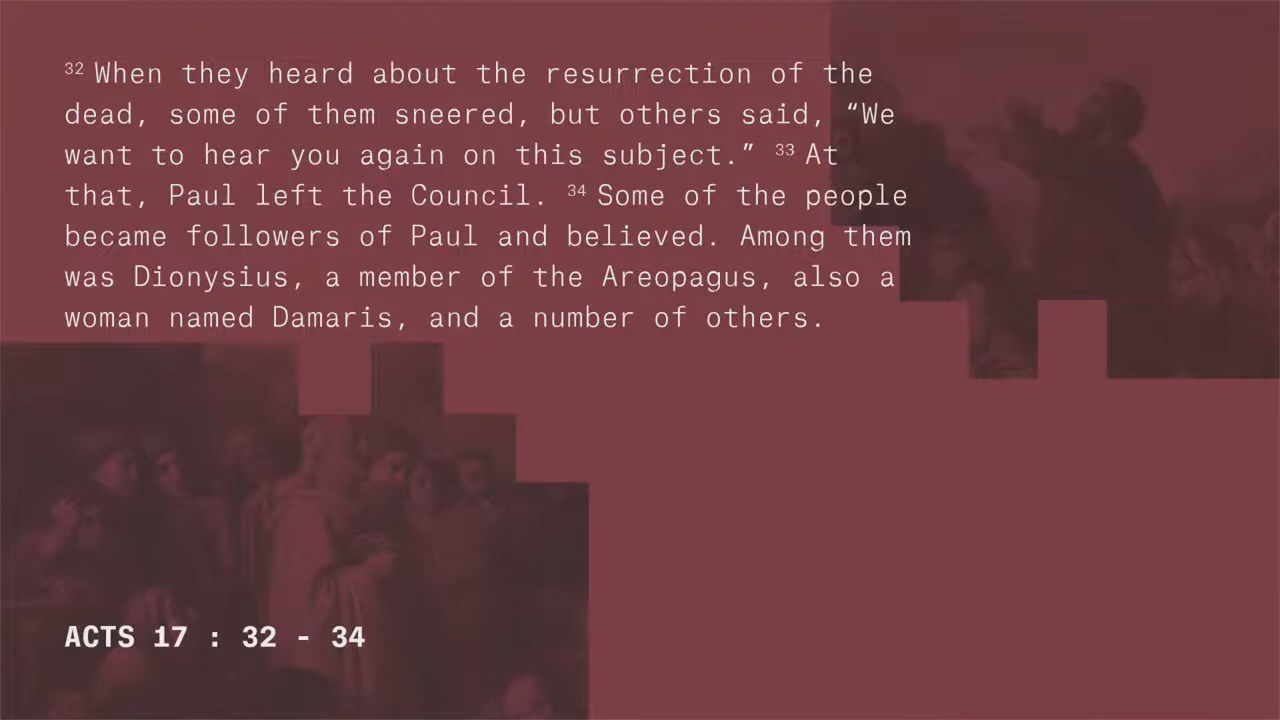 32 When they heard about the resurrection of the
dead, some of them sneered, but others said, “We
want to hear you again on this subject.” 33 At
that, Paul left the Council. 34 Some of the people
became followers of Paul and believed. Among them
was Dionysius, a member of the Areopagus, also a
woman named Damaris, and a number of others.
ACTS 17 : 32 - 34